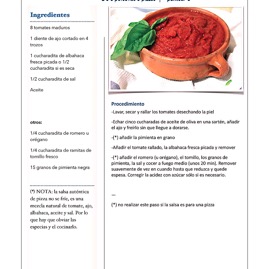 Ingredientes
8 tomates maduros
1 diente de ajo cortado en 4
trozos
1 cucharadita de albahaca
fresca picada o 1/2
cucharadita si es seca
1/2 cucharadita de sal
Aceite
otros:
1/4 cucharadita de romero u
orégano
1/4 cucharadita de ramitas de
tomillo fresco
15 granos de pimienta negra
(*) NOTA: la salsa auténtica
de pizza no se fríe, es una
mezcla natural de tomate, ajo,
albahaca, aceite y sal. Por lo
que hay que obviar las
especias y el cocinado.
Procedimiento
-Lavar, secar y rallar los tomates desechando la piel
-Echar cinco cucharadas de aceite de oliva en una sartén, añadir
el ajo y freírlo sin que llegue a dorarse.
-(*) añadir la pimienta en grano
-Añadir el tomate rallado, la albahaca fresca picada y remover
-(*) añadir el romero (u orégano), el tomillo, los granos de
pimienta, la sal y cocer a fuego medio (unos 20 min). Remover
suavemente de vez en cuando hasta que reduzca y quede
espesa. Corregir la acidez con azúcar sólo si es necesario.
---
(*) no realizar este paso si la salsa es para una pizza